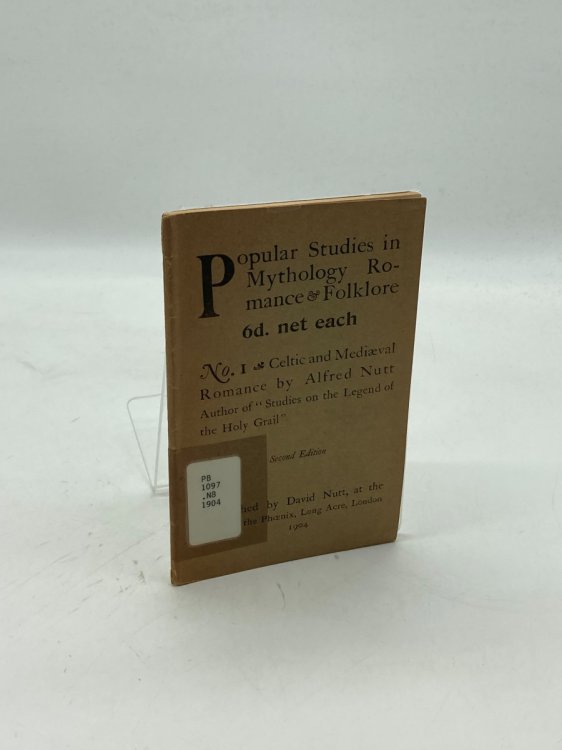 Popular Studies in
Mythology Ro-
mance & Folklore
6d. net each
No. 1 Celtic and Mediæval
Romance by Alfred Nutt
Author of "Studies on the Legend of
the Holy Grail"
Second Edition
PB
1097
.N8
1904
hed by David Nutt, at the
the Phœnix, Long Acre, London
1904